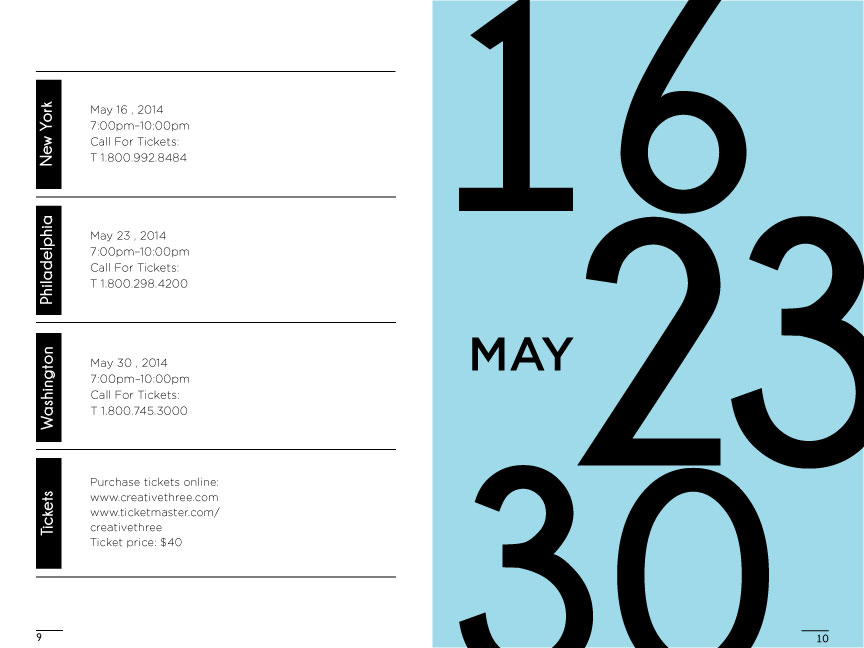 New York
May 16 , 2014
7:00pm–10:00pm
Call For Tickets:
T 1.800.992.8484
Philadelphia
May 23 , 2014
7:00pm–10:00pm
Call For Tickets:
T 1.800.298.4200
Washington
May 30 , 2014
7:00pm–10:00pm
Call For Tickets:
T 1.800.745.3000
Tickets
Purchase tickets online:
www.creativethree.com
www.ticketmaster.com/
creativethree
Ticket price: $40
9
16
23
MAY
30
10